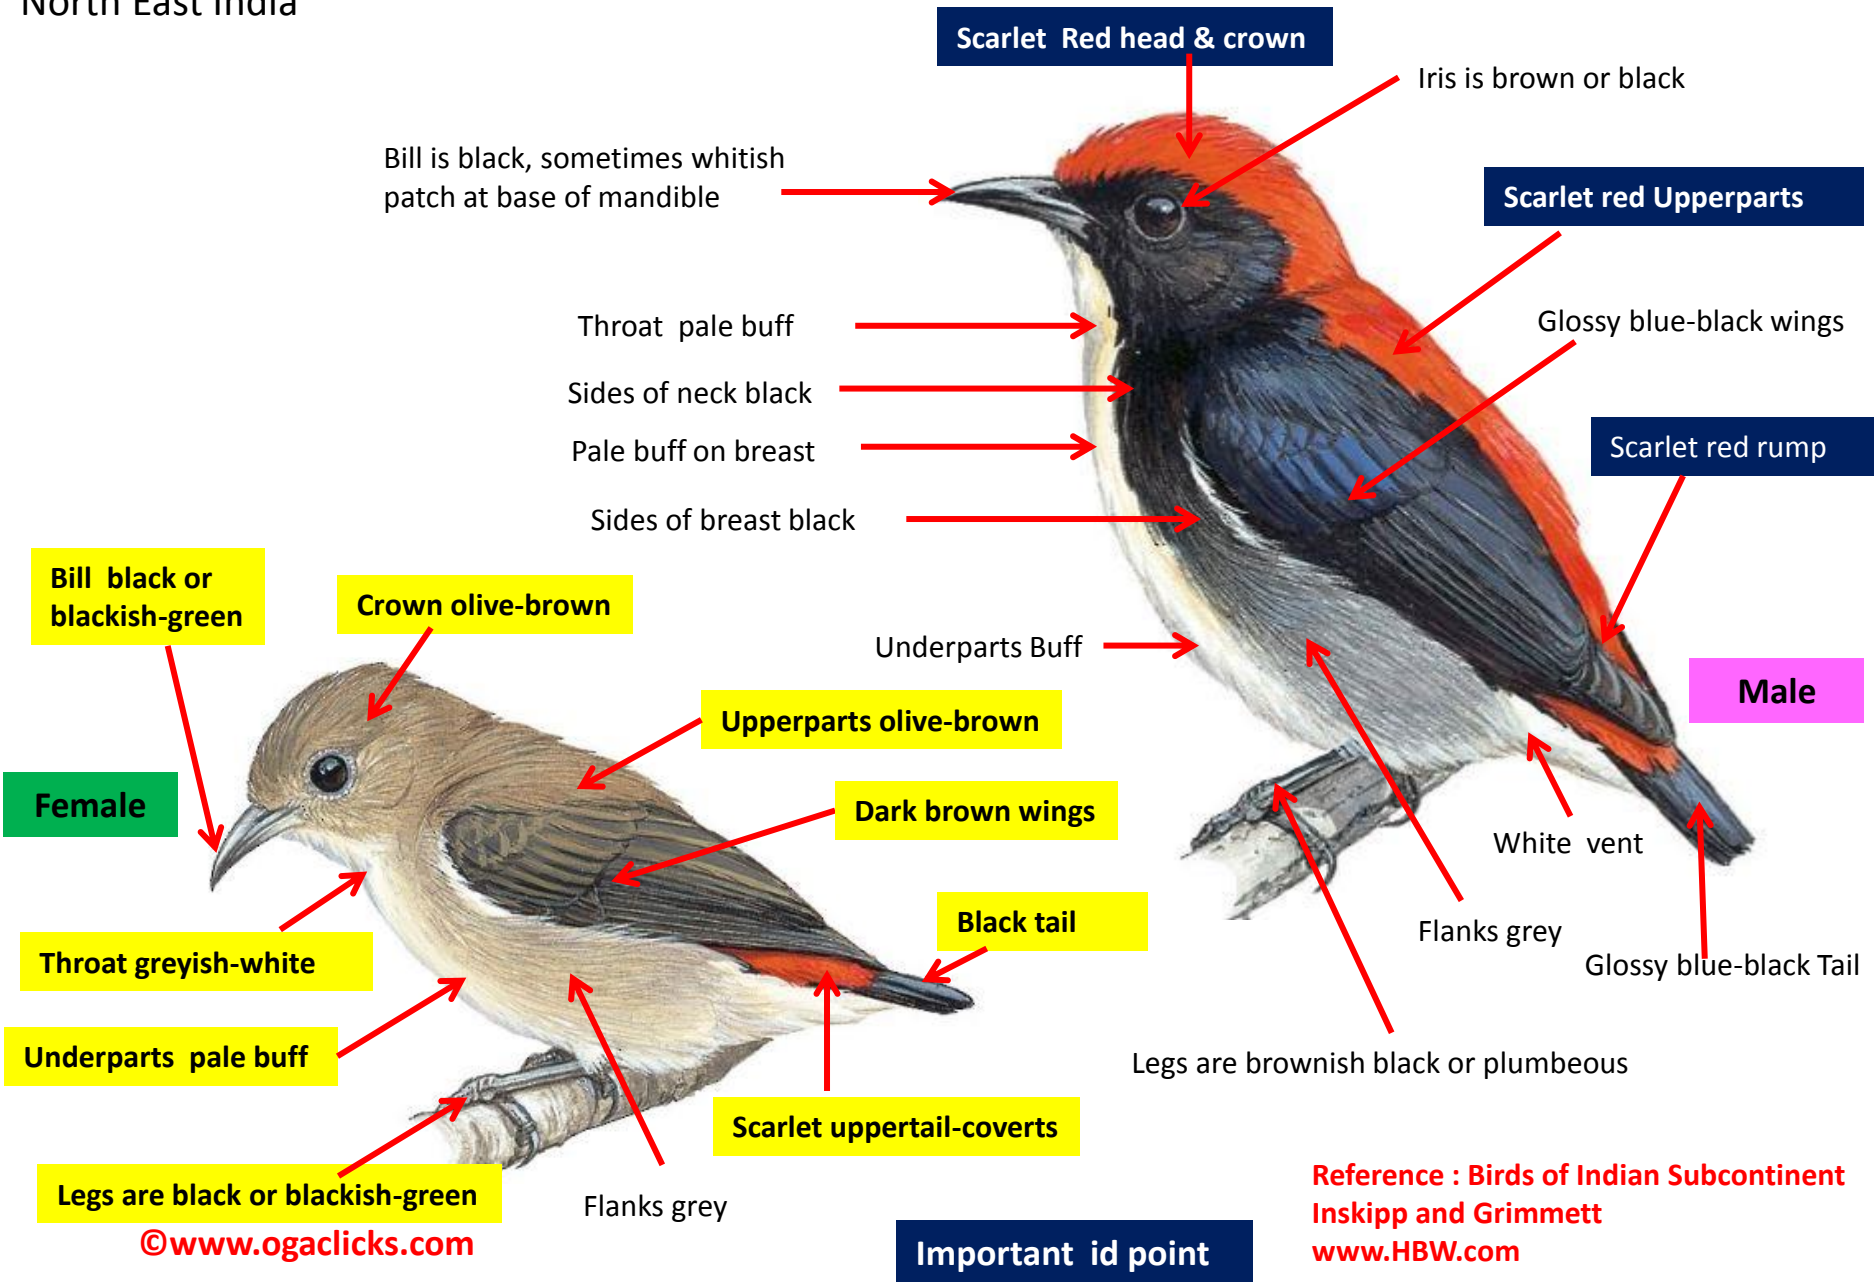 North East India
Scarlet  Red head & crown
Iris is brown or black
Bill is black, sometimes whitish
patch at base of mandible
Scarlet red Upperparts
Throat  pale buff
Glossy blue-black wings
Sides of neck black
Pale buff on breast
Scarlet red rump
Sides of breast black
Bill  black or
blackish-green
Crown olive-brown
Underparts Buff
Male
Upperparts olive-brown
Female
Dark brown wings
White  vent
Black tail
Flanks grey
Throat greyish-white
Glossy blue-black Tail
Underparts  pale buff
Legs are brownish black or plumbeous
Scarlet uppertail-coverts
Legs are black or blackish-green
Flanks grey
Reference : Birds of Indian Subcontinent
Inskipp and Grimmett
www.HBW.com
©www.ogaclicks.com
Important  id point